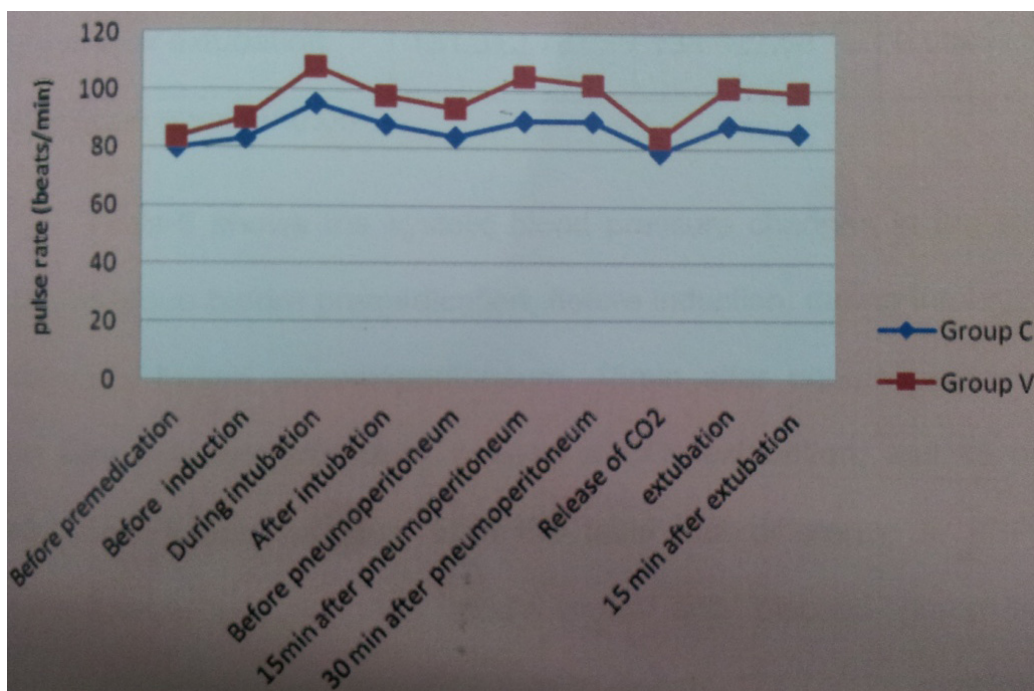 120
100
80
60
40
20
0
pulse rate (beats/min)
Before premedication
Before induction
During intubation
After intubation
Before pneumoperitoneum
15min after pneumoperitoneum
30 min after pneumoperitoneum
Release of CO2
extubation
15 min after extubation
Group C
Group V